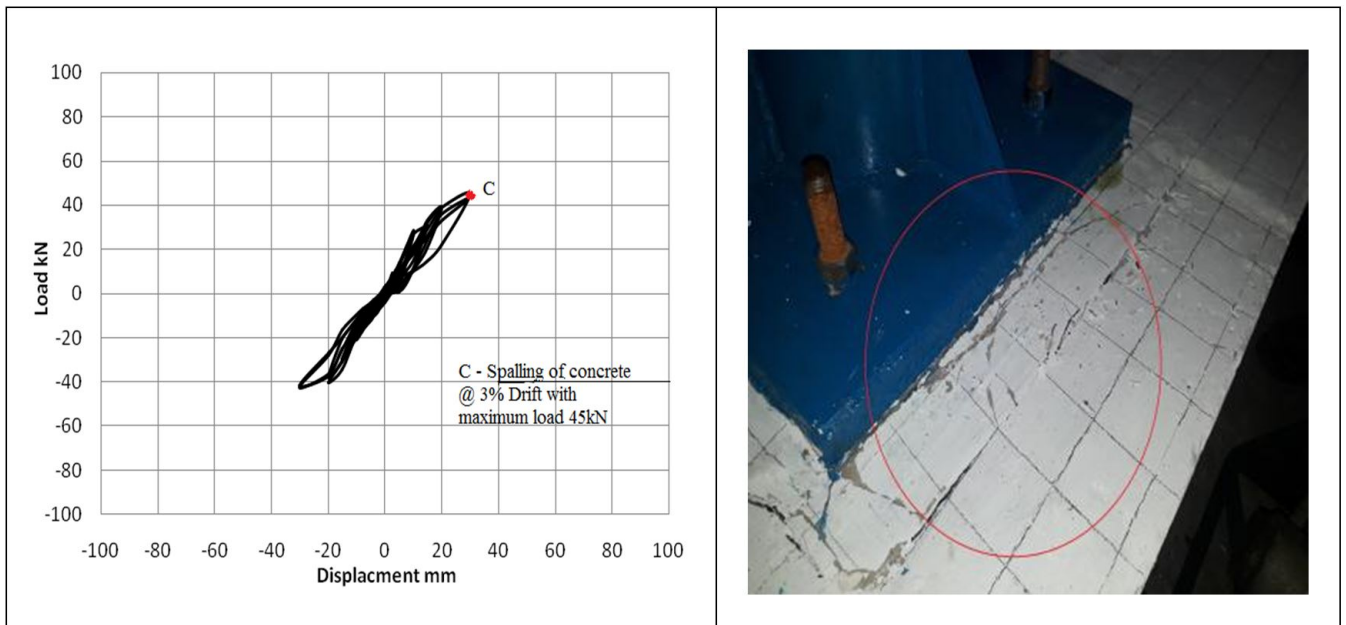 100
80
60
40
20
0
-20
-40
-60
-80
-100
Load kN
C
C - Spalling of concrete
@ 3% Drift with
maximum load 45kN
-100 -80 -60 -40 -20 0 20 40 60 80 100
Displacment mm